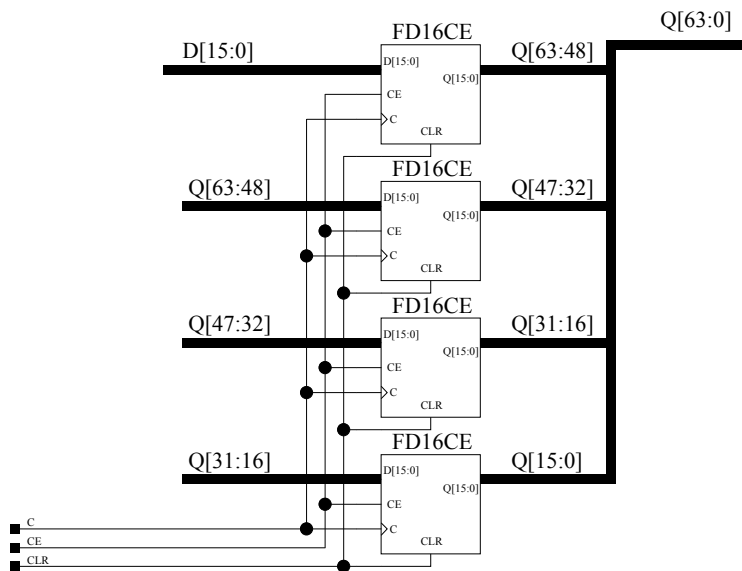 Q[63:0]
FD16CE
D[15:0]
Q[63:48]
D[15:0]
Q[15:0]
CE
C
CLR
FD16CE
Q[63:48]
Q[47:32]
D[15:0]
Q[15:0]
CE
C
CLR
FD16CE
Q[47:32]
Q[31:16]
D[15:0]
Q[15:0]
CE
C
CLR
FD16CE
Q[31:16]
Q[15:0]
D[15:0]
Q[15:0]
CE
C
CLR
C
CE
CLR